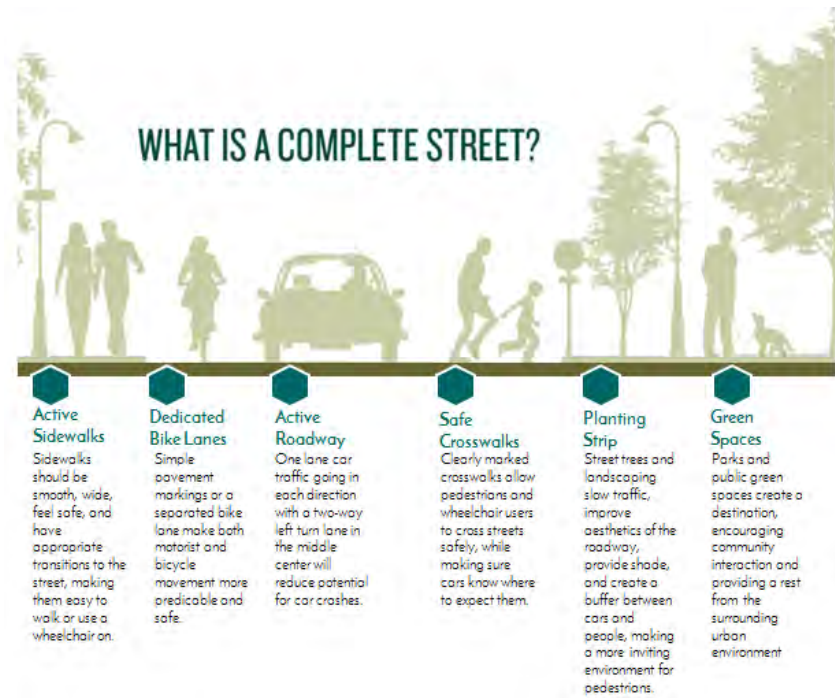 WHAT IS A COMPLETE STREET?
Active
Sidewalks
Sidewalks
should be
smooth, wide,
feel safe, and
have
appropriate
transitions to the
street, making
them easy to
walk or use a
wheelchair on.
Dedicated
Bike Lanes
Simple
pavement
markings or a
separated bike
lane make both
motorist and
bicycle
movement more
predicable and
safe.
Active
Roadway
One lane car
traffic going in
each direction
with a two-way
left turn lane in
the middle
center will
reduce potential
for car crashes.
Safe
Crosswalks
Clearly marked
crosswalks allow
pedestrians and
wheelchair users
to cross streets
safely, while
making sure
cars know where
to expect them.
Planting
Strip
Street trees and
landscaping
slow traffic,
improve
aesthetics of the
roadway,
provide shade,
and create a
buffer between
cars and
people, making
a more inviting
environment for
pedestrians.
Green
Spaces
Parks and
public green
spaces create a
destination,
encouraging
community
interaction and
providing a rest
from the
surrounding
urban
environment